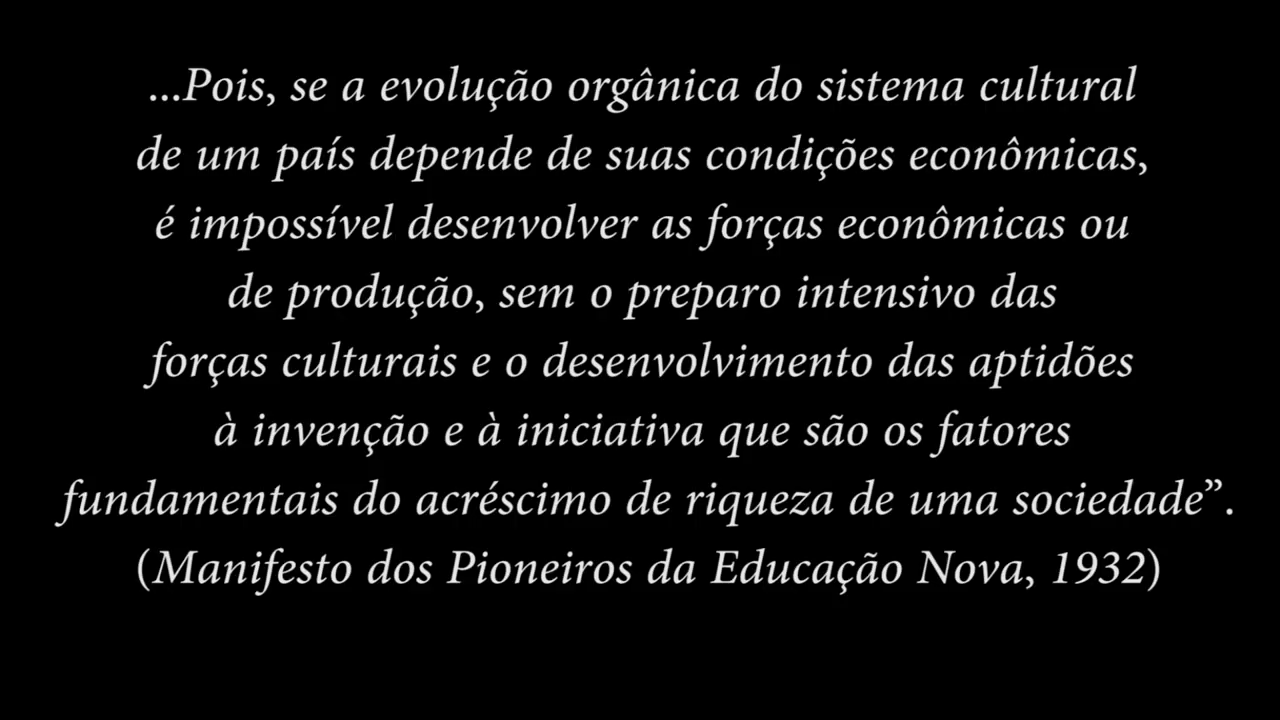 ...Pois, se a evolução orgânica do sistema cultural
de um país depende de suas condições econômicas,
é impossível desenvolver as forças econômicas ou
de produção, sem o preparo intensivo das
forças culturais e o desenvolvimento das aptidões
à invenção e à iniciativa que são os fatores
fundamentais do acréscimo de riqueza de uma sociedade”.
(Manifesto dos Pioneiros da Educação Nova, 1932)